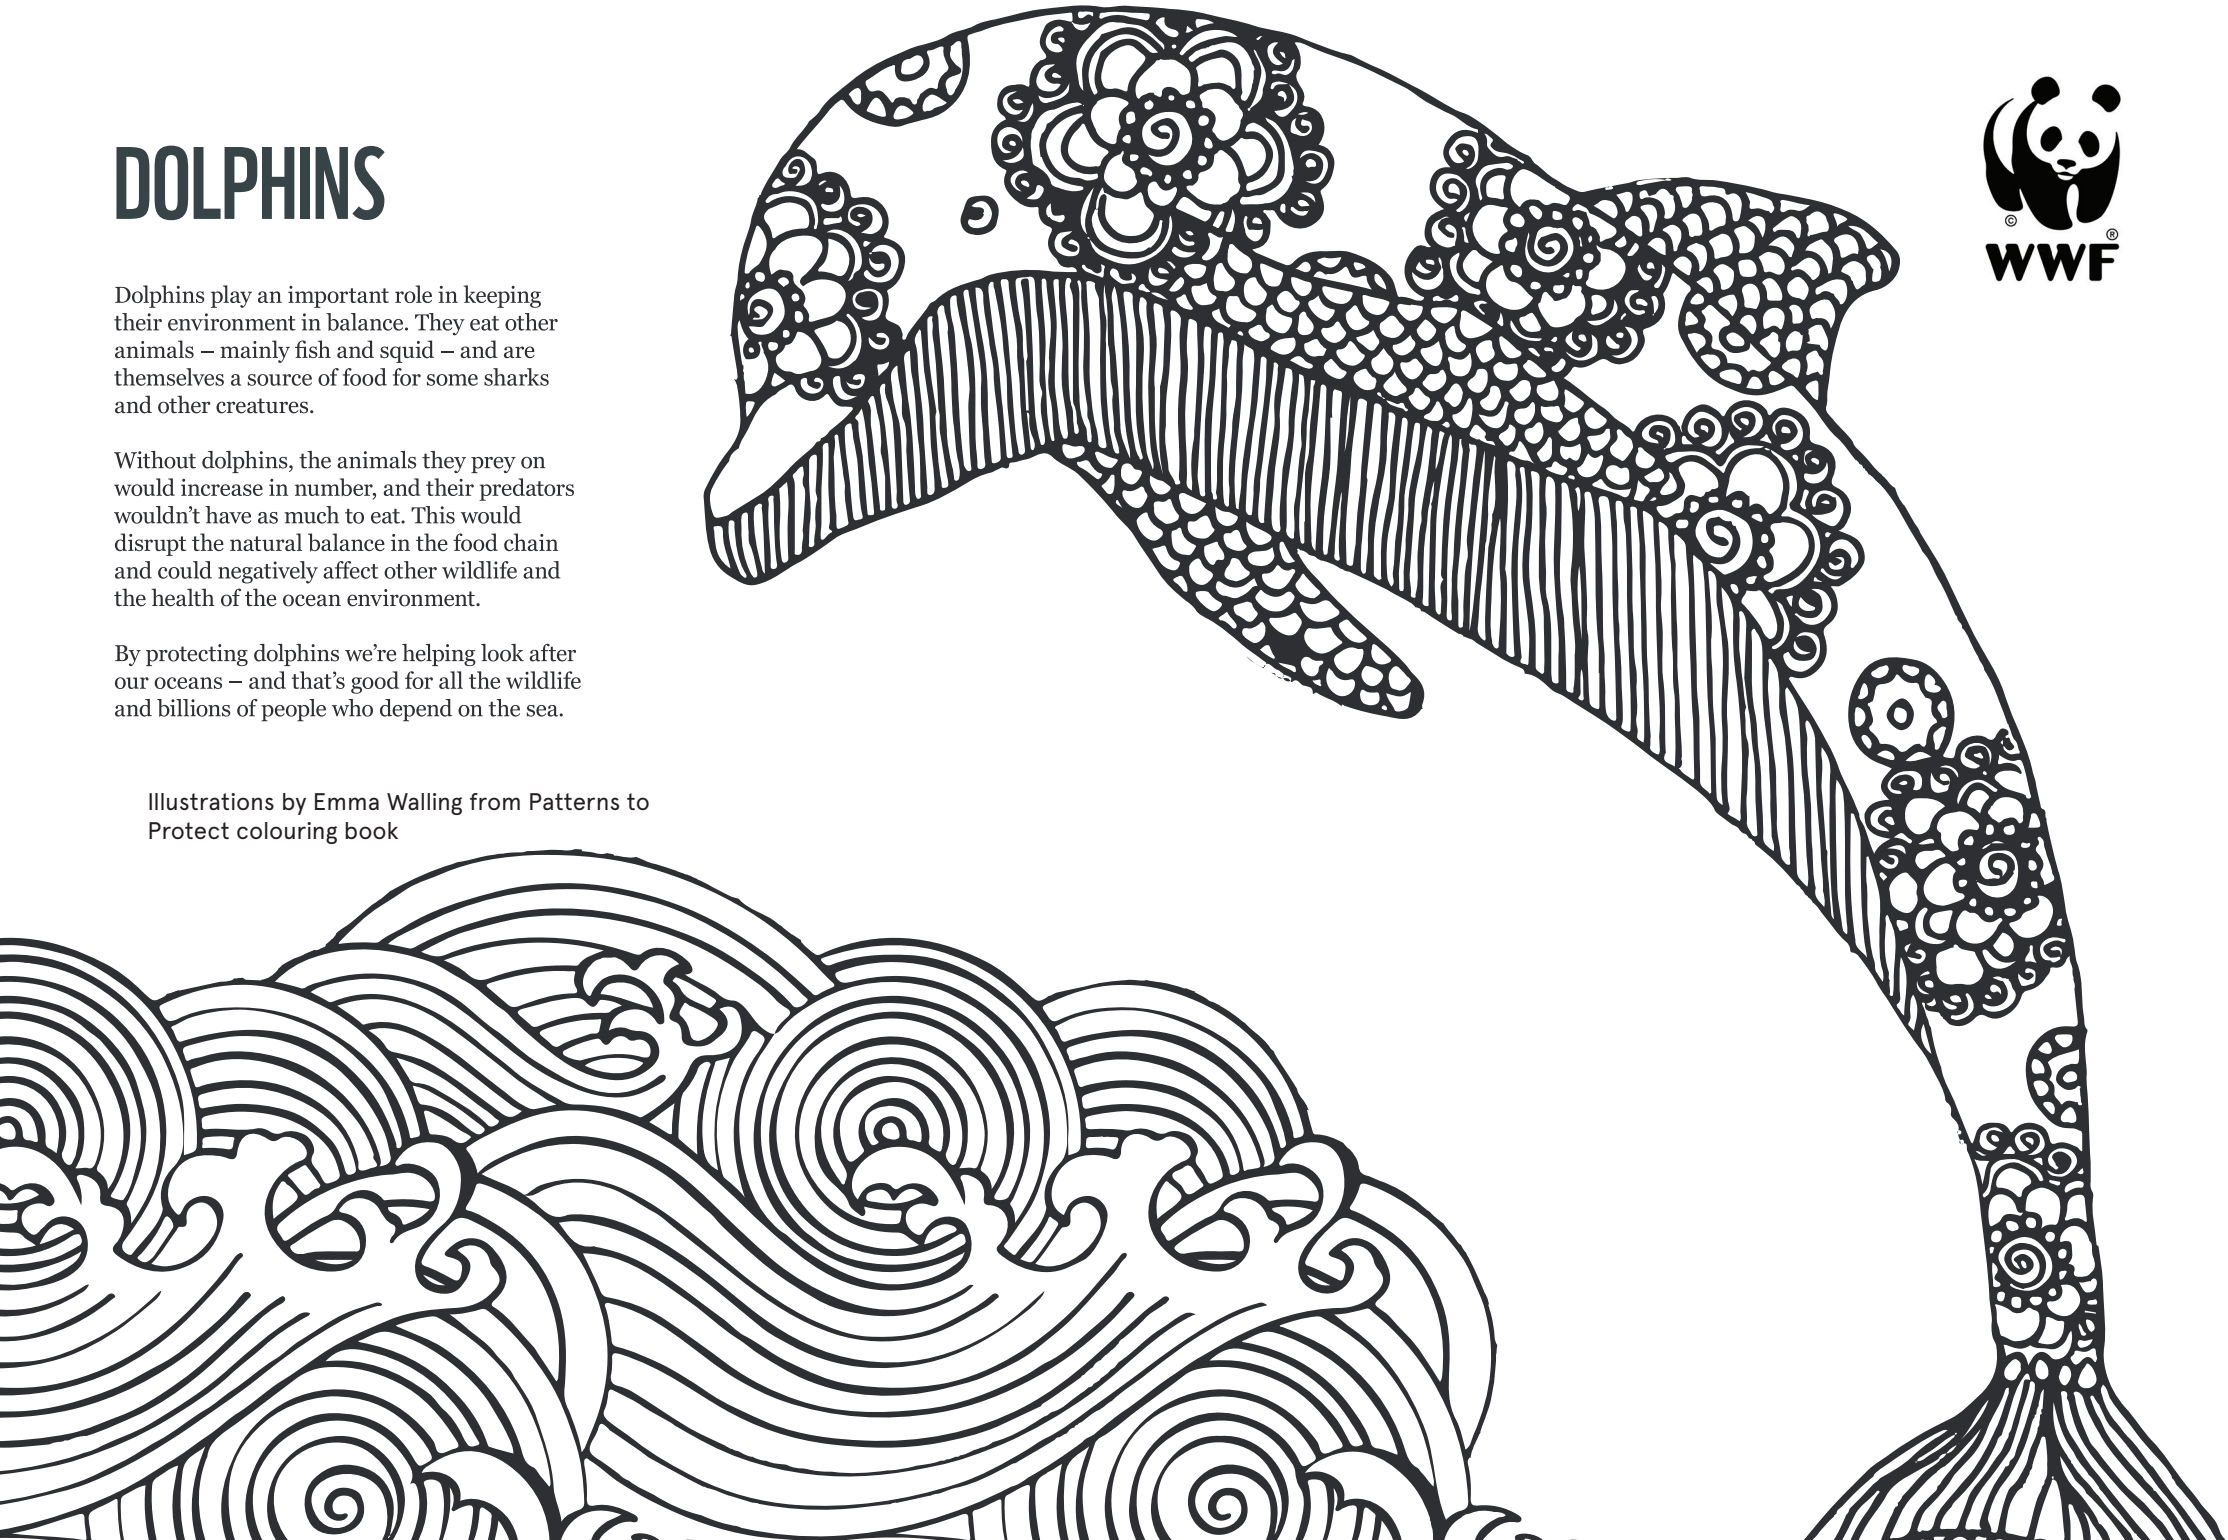 DOLPHINS
Dolphins play an important role in keeping
their environment in balance. They eat other
animals – mainly fish and squid – and are
themselves a source of food for some sharks
and other creatures.
Without dolphins, the animals they prey on
would increase in number, and their predators
wouldn’t have as much to eat. This would
disrupt the natural balance in the food chain
and could negatively affect other wildlife and
the health of the ocean environment.
By protecting dolphins we’re helping look after
our oceans – and that’s good for all the wildlife
and billions of people who depend on the sea.
Illustrations by Emma Walling from Patterns to
Protect colouring book
©
®
WWF